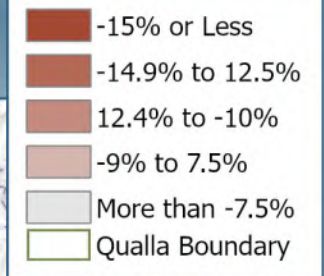 -15% or Less
-14.9% to 12.5%
12.4% to -10%
-9% to 7.5%
More than -7.5%
Qualla Boundary